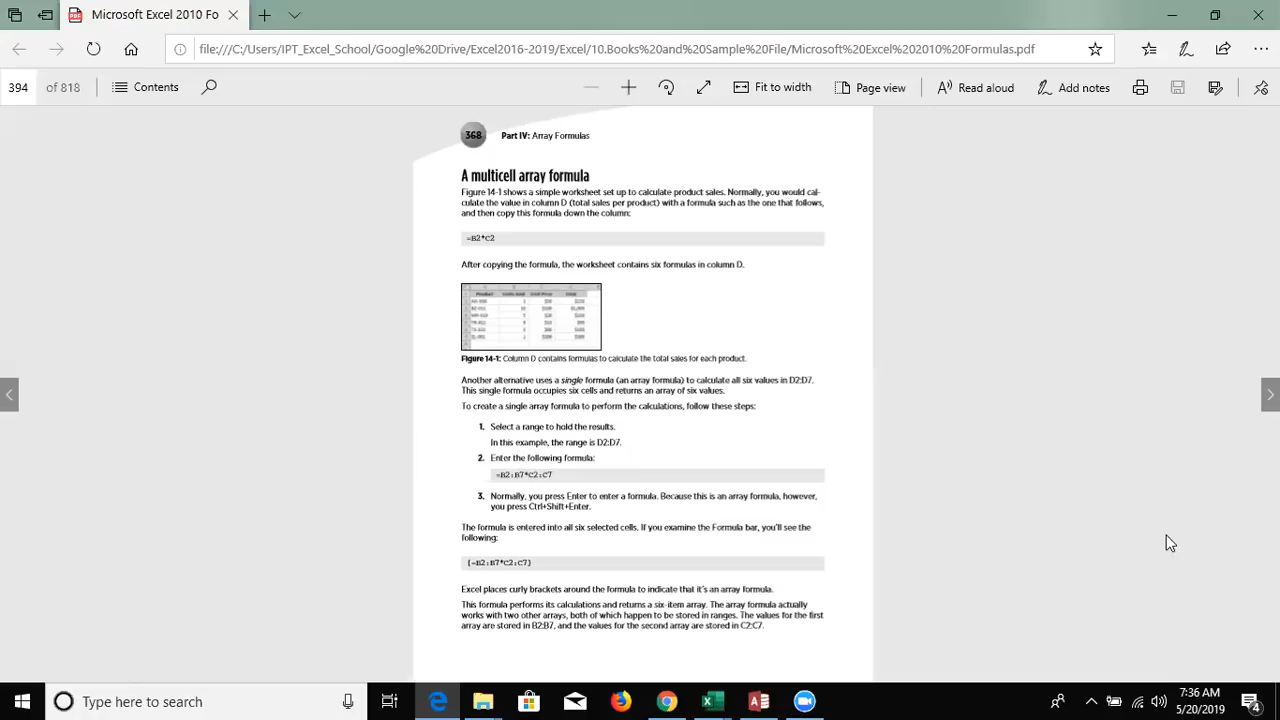 Microsoft Excel 2010 Fo
file:///C:/Users/IPT_Excel_School/Google%20Drive/Excel2016-2019/Excel/10.Books%20and%20Sample%20File/Microsoft%20Excel%202010%20Formulas.pdf
394 of 818 Contents Fit to width Page view Read aloud Add notes
368 Part IV: Array Formulas
A multicell array formula
Figure 14-1 shows a simple worksheet set up to calculate product sales. Normally, you would cal-
culate the value in column D (total sales per product) with a formula such as the one that follows,
and then copy this formula down the column:
=B2*C2
After copying the formula, the worksheet contains six formulas in column D.
Figure 14-1: Column D contains formulas to calculate the total sales for each product.
Another alternative uses a single formula (an array formula) to calculate all six values in D2:D7.
This single formula occupies six cells and returns an array of six values.
To create a single array formula to perform the calculations, follow these steps:
1. Select a range to hold the results.
In this example, the range is D2:D7.
2. Enter the following formula:
=B2:B7*C2:C7
3. Normally, you press Enter to enter a formula. Because this is an array formula, however,
you press Ctrl+Shift+Enter.
The formula is entered into all six selected cells. If you examine the Formula bar, you'll see the
following:
{=B2:B7*C2:C7}
Excel places curly brackets around the formula to indicate that it's an array formula.
This formula performs its calculations and returns a six-item array. The array formula actually
works with two other arrays, both of which happen to be stored in ranges. The values for the first
array are stored in B2:B7, and the values for the second array are stored in C2:C7.
Type here to search
7:36 AM
5/20/2019